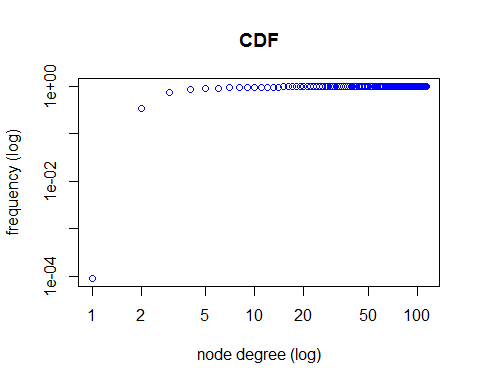 CDF
frequency (log)
1e+00
1e-02
1e-04
1 2 5 10 20 50 100
node degree (log)